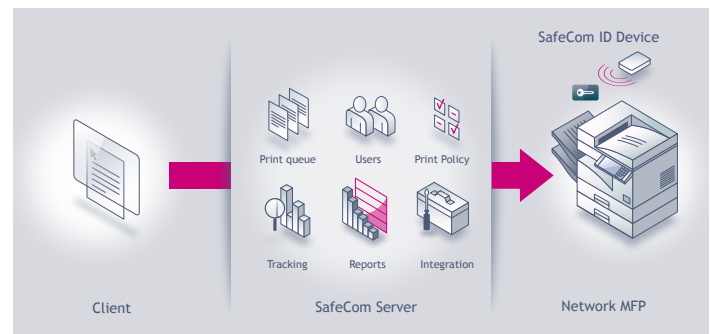 SafeCom ID Device
Print queue
Users
Print Policy
Tracking
Reports
Integration
Client
SafeCom Server
Network MFP